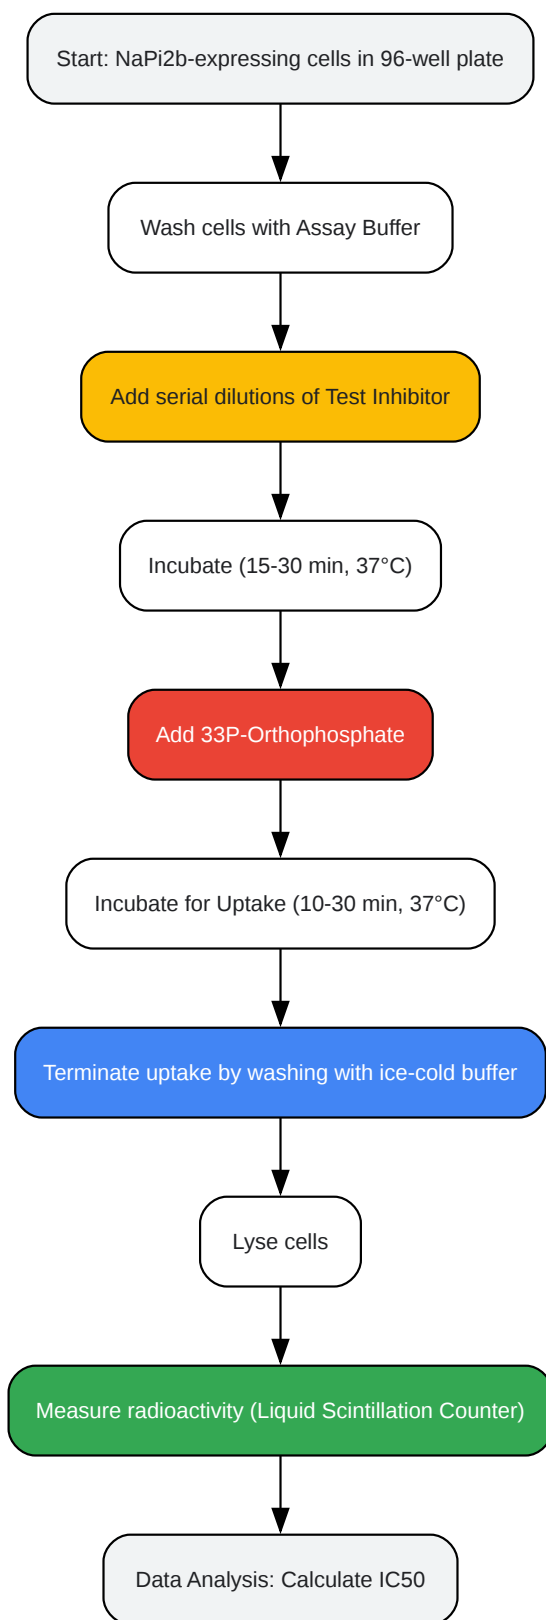 Start: NaPi2b-expressing cells in 96-well plate
Wash cells with Assay Buffer
Add serial dilutions of Test Inhibitor
Incubate (15-30 min, 37°C)
Add 33P-Orthophosphate
Incubate for Uptake (10-30 min, 37°C)
Terminate uptake by washing with ice-cold buffer
Lyse cells
Measure radioactivity (Liquid Scintillation Counter)
Data Analysis: Calculate IC50